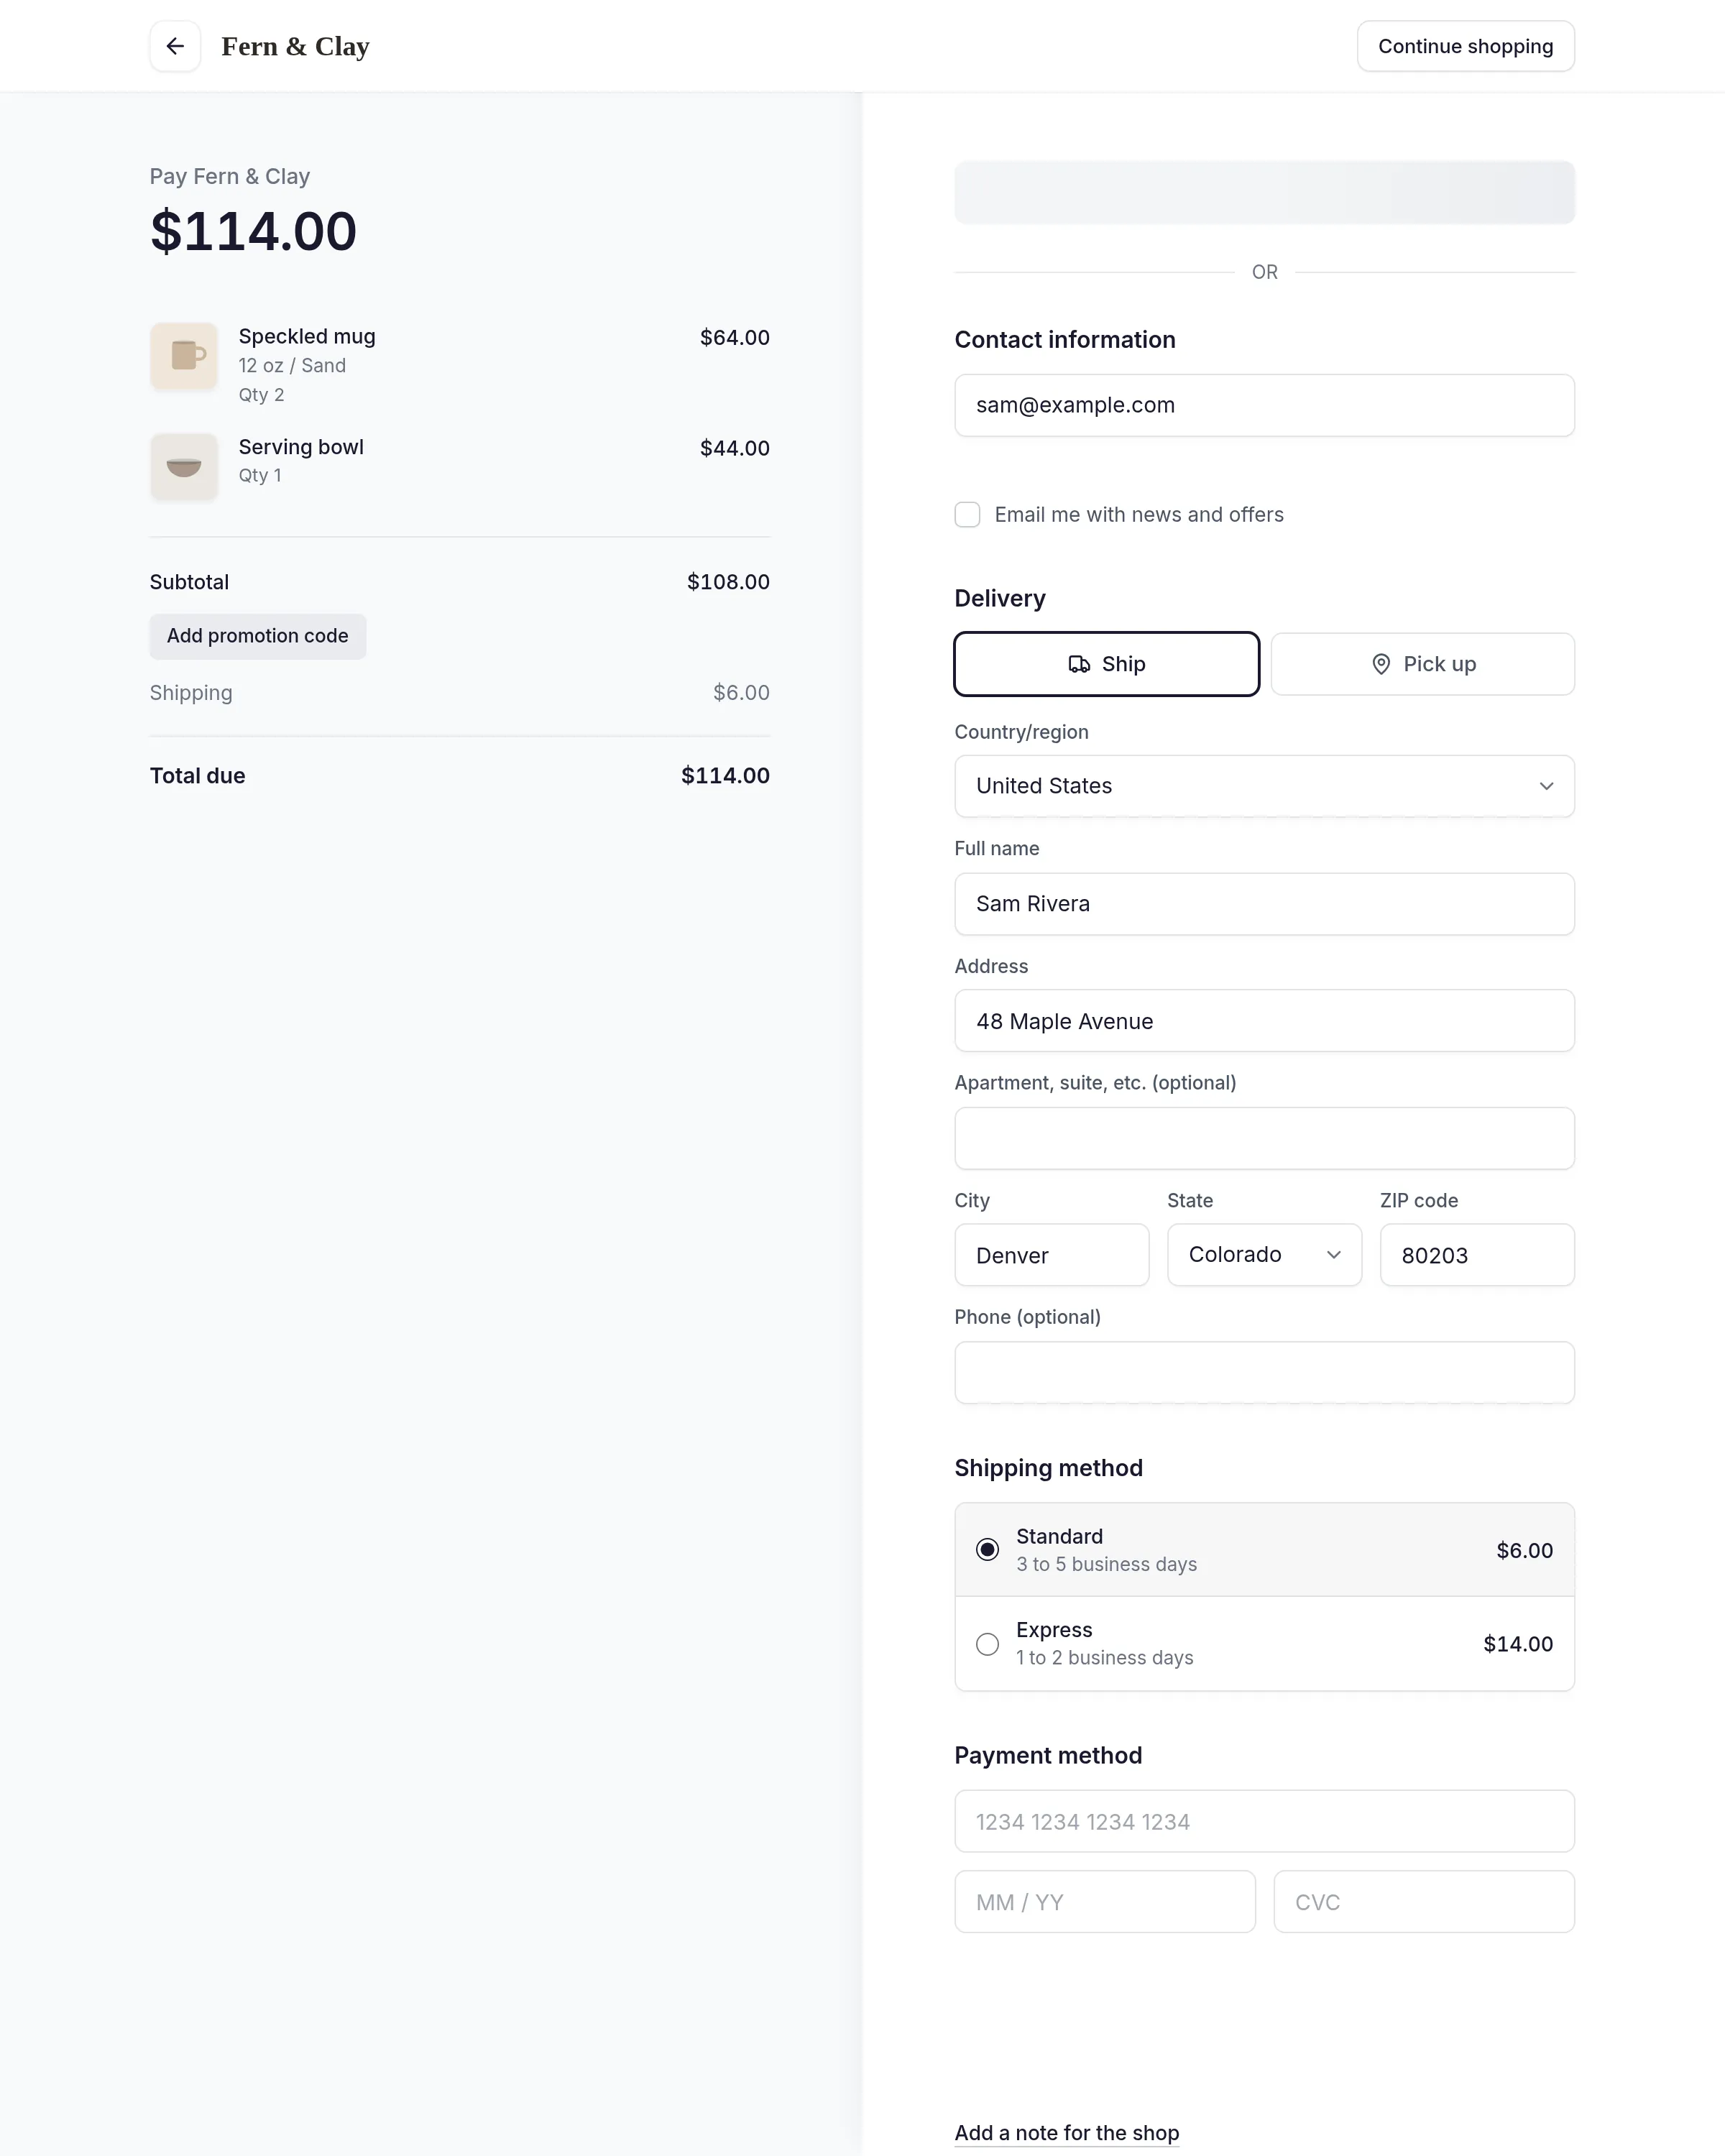 Fern & Clay
Continue shopping
Pay Fern & Clay
$114.00
Speckled mug
$64.00
12 oz / Sand
Qty 2
Serving bowl
$44.00
Qty 1
Subtotal
$108.00
Add promotion code
Shipping
$6.00
Total due
$114.00
OR
Contact information
sam@example.com
Email me with news and offers
Delivery
Ship
Pick up
Country/region
United States
Full name
Sam Rivera
Address
48 Maple Avenue
Apartment, suite, etc. (optional)
City
State
ZIP code
Denver
Colorado
80203
Phone (optional)
Shipping method
Standard
3 to 5 business days
$6.00
Express
1 to 2 business days
$14.00
Payment method
1234 1234 1234 1234
MM / YY
CVC
Add a note for the shop